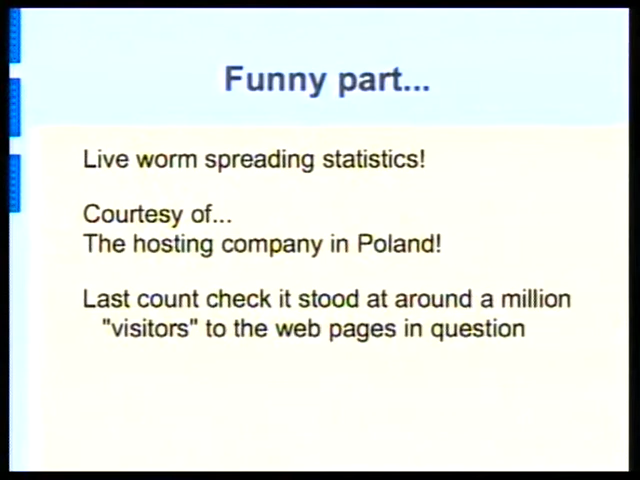 Funny part...
Live worm spreading statistics!
Courtesy of...
The hosting company in Poland!
Last count check it stood at around a million
"visitors" to the web pages in question